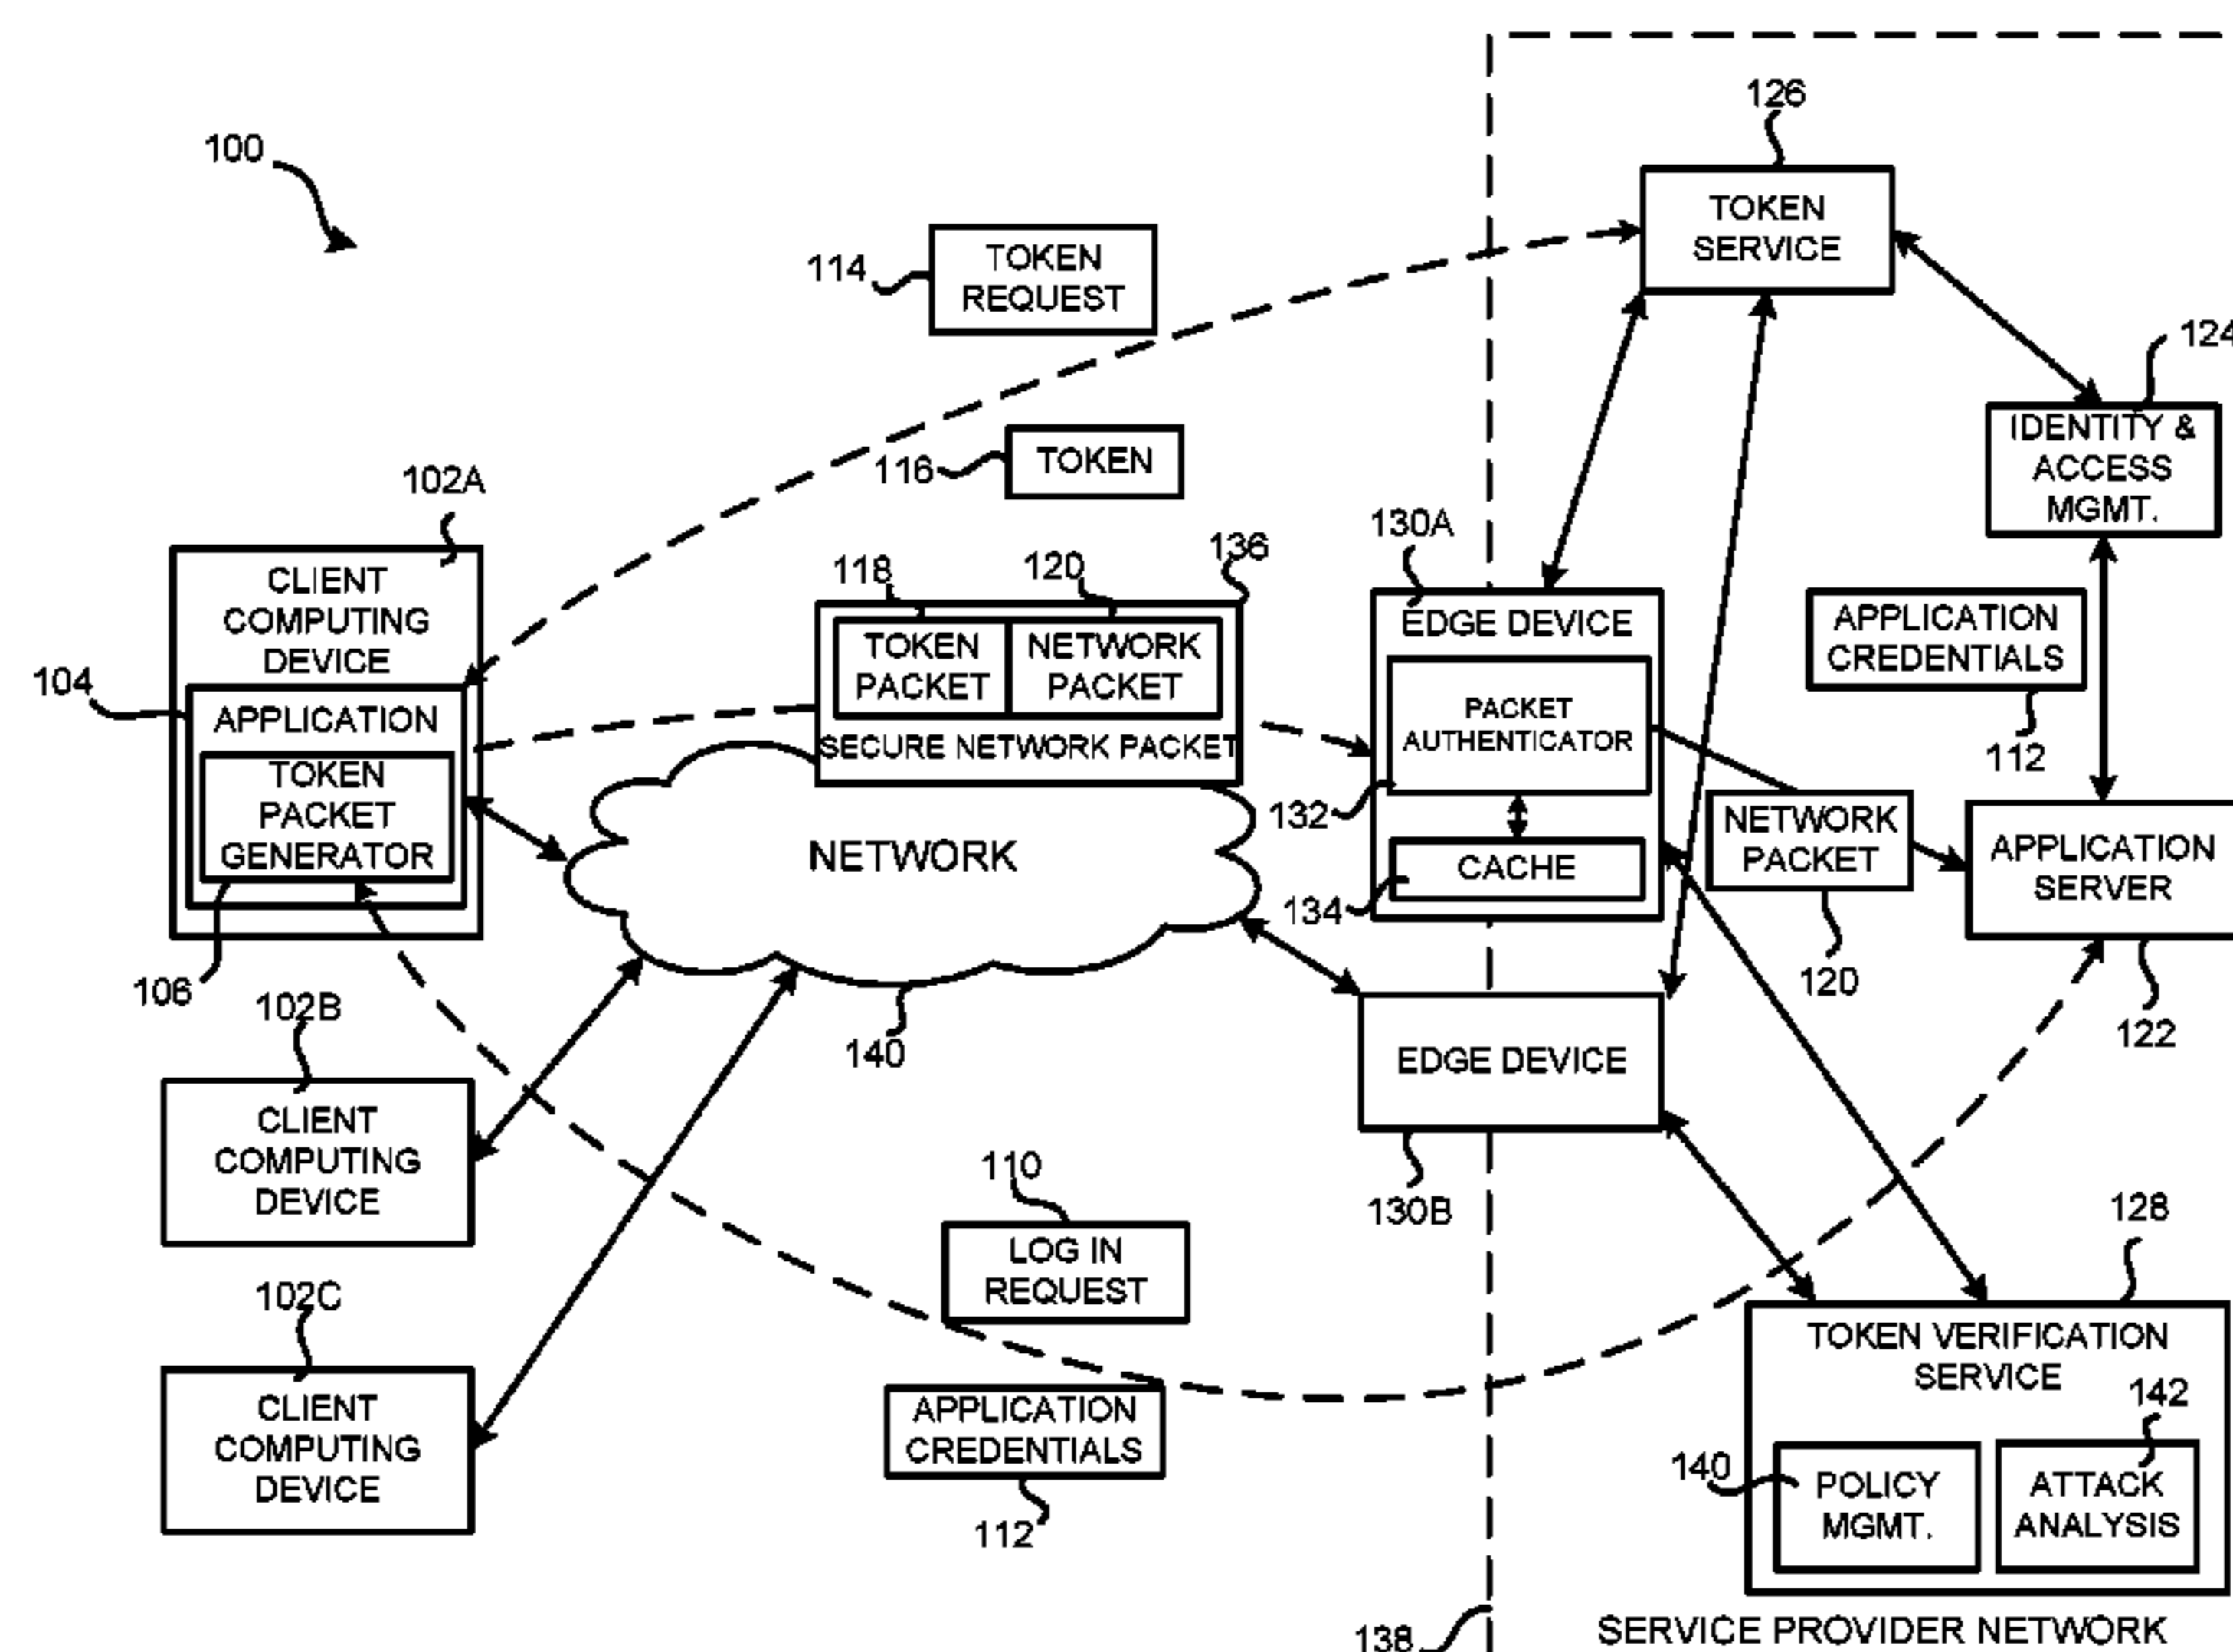 126
100
TOKEN
SERVICE
114
TOKEN
REQUEST
124
IDENTITY &
ACCESS
MGMT.
116
TOKEN
102A
130A
136
118
120
CLIENT
COMPUTING
DEVICE
TOKEN
PACKET
NETWORK
PACKET
SECURE NETWORK PACKET
EDGE DEVICE
APPLICATION
CREDENTIALS
112
104
APPLICATION
TOKEN
PACKET
GENERATOR
106
PACKET
AUTHENTICATOR
132
CACHE
134
NETWORK
140
NETWORK
PACKET
120
APPLICATION
SERVER
122
102B
CLIENT
COMPUTING
DEVICE
EDGE DEVICE
130B
110
LOG IN
REQUEST
102C
CLIENT
COMPUTING
DEVICE
APPLICATION
CREDENTIALS
112
128
TOKEN VERIFICATION
SERVICE
142
140
POLICY
MGMT.
ATTACK
ANALYSIS
138
SERVICE PROVIDER NETWORK